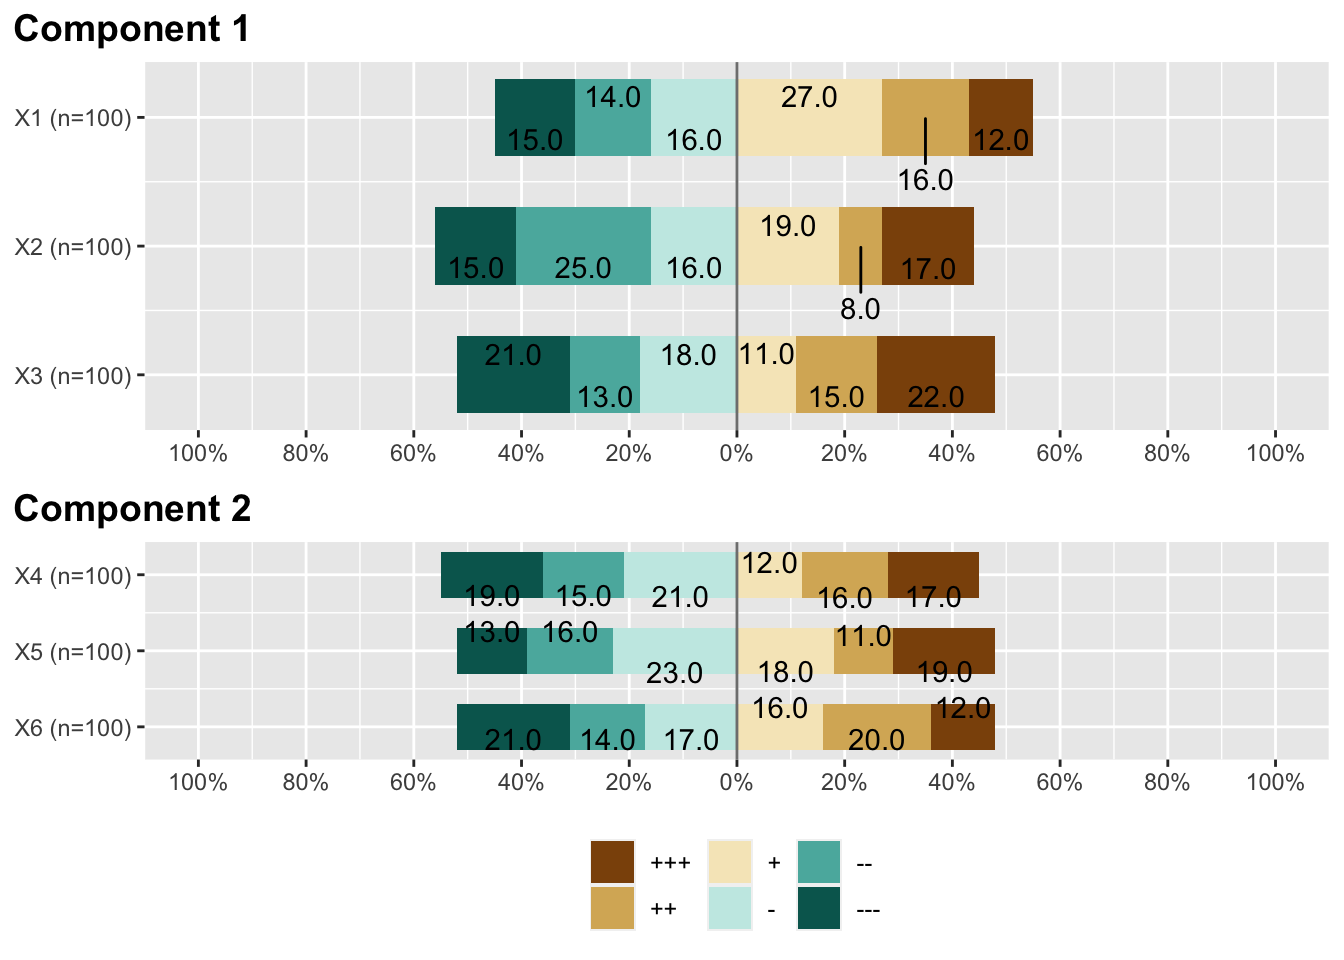 Component 1
X1 (n=100)
14.0 27.0
15.0 16.0 12.0
16.0
X2 (n=100)
19.0
15.0 25.0 16.0 17.0
8.0
X3 (n=100)
21.0 18.0 11.0
13.0 15.0 22.0
100% 80% 60% 40% 20% 0% 20% 40% 60% 80% 100%
Component 2
X4 (n=100)
12.0
19.0 15.0 21.0 16.0 17.0
X5 (n=100)
13.0 16.0 11.0
23.0 18.0 19.0
X6 (n=100)
16.0 12.0
21.0 14.0 17.0 20.0
100% 80% 60% 40% 20% 0% 20% 40% 60% 80% 100%
+++ + --
++ - ---